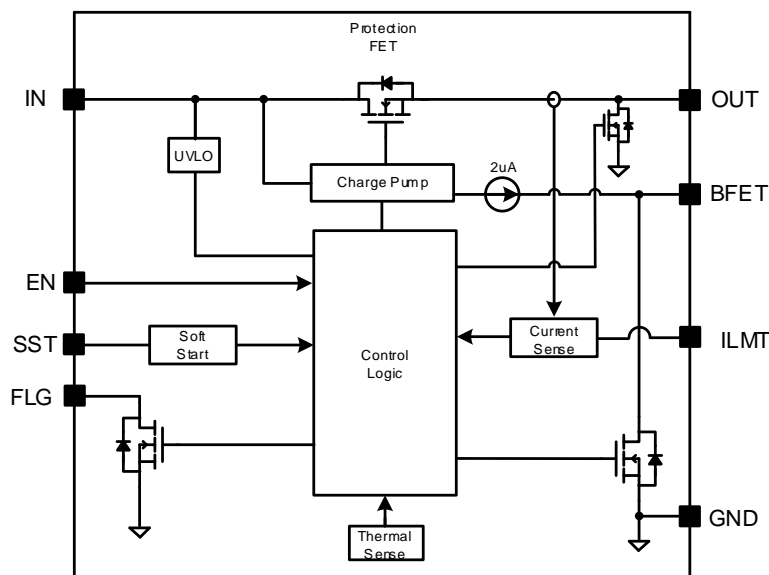 Protection
FET
IN
OUT
UVLO
2uA
Charge Pump
BFET
EN
SST
Soft
Start
Current
Sense
ILMT
Control
Logic
FLG
GND
Thermal
Sense